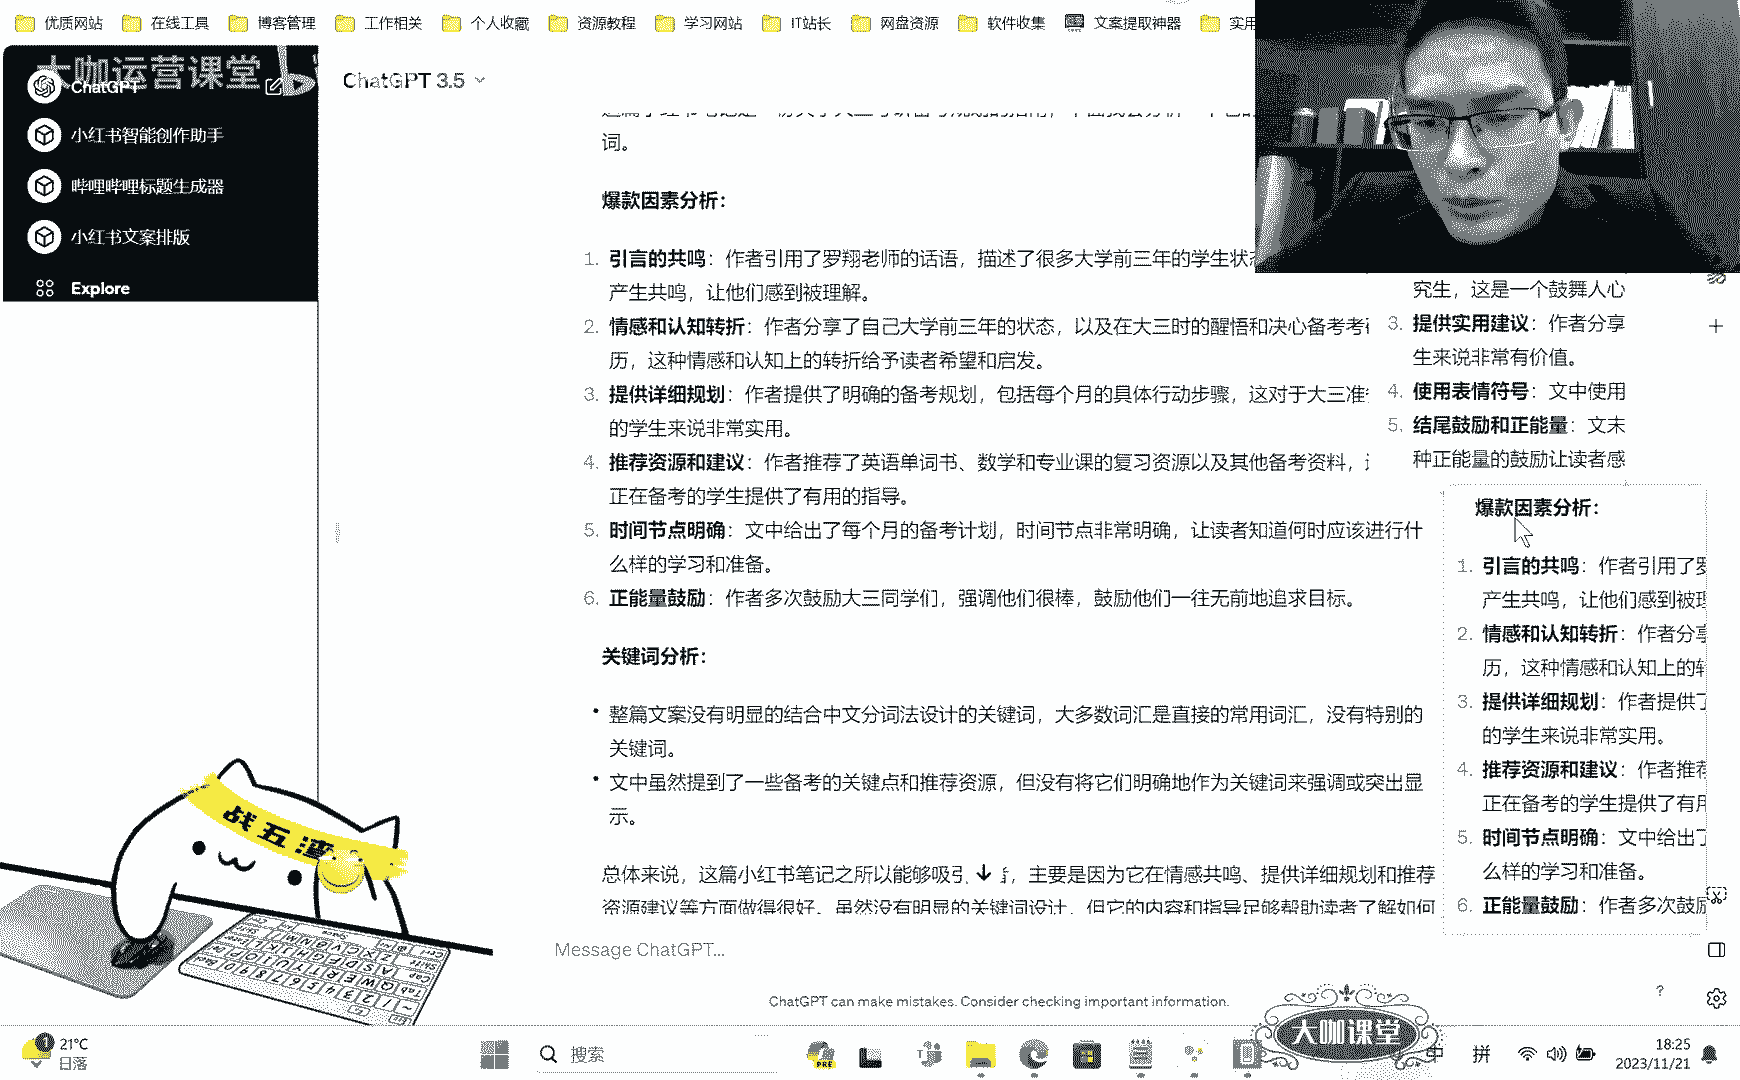 优质网站
在线工具
博客管理
工作相关
个人收藏
资源教程
学习网站
IT站长
网盘资源
软件收集
文案提取神器
实用
大咖运营课堂
ChatGPT
小红书智能创作助手
哔哩哔哩标题生成器
小红书文案排版
Explore
ChatGPT 3.5
词。
爆款因素分析：
1. 引言的共鸣：作者引用了罗翔老师的话语，描述了很多大学前三年的学生状
产生共鸣，让他们感到被理解。
2. 情感和认知转折：作者分享了自己大学前三年的状态，以及在大三时的醒悟和决心备考考
历，这种情感和认知上的转折给予读者希望和启发。
3. 提供详细规划：作者提供了明确的备考规划，包括每个月的具体行动步骤，这对于大三准
的学生来说非常实用。
4. 推荐资源和建议：作者推荐了英语单词书、数学和专业课的复习资源以及其他备考资料，
正在备考的学生提供了有用的指导。
5. 时间节点明确：文中给出了每个月的备考计划，时间节点非常明确，让读者知道何时应该进行什
么样的学习和准备。
6. 正能量鼓励：作者多次鼓励大三同学们，强调他们很棒，鼓励他们一往无前地追求目标。
关键词分析：
• 整篇文案没有明显的结合中文分词法设计的关键词，大多数词汇是直接的常用词汇，没有特别的
关键词。
• 文中虽然提到了一些备考的关键点和推荐资源，但没有将它们明确地作为关键词来强调或突出显
示。
总体来说，这篇小红书笔记之所以能够吸引 ，主要是因为它在情感共鸣、提供详细规划和推荐
资源建议等方面做得很好。虽然没有明显的关键词设计，但它的内容和指导足够帮助读者了解如何
Message ChatGPT...
ChatGPT can make mistakes. Consider checking important information.
究生，这是一个鼓舞人心
3. 提供实用建议：作者分享
生来说非常有价值。
4. 使用表情符号：文中使用
5. 结尾鼓励和正能量：文末
种正能量的鼓励让读者感
爆款因素分析：
1. 引言的共鸣：作者引用了罗
产生共鸣，让他们感到被理
2. 情感和认知转折：作者分享
历，这种情感和认知上的转
3. 提供详细规划：作者提供了
的学生来说非常实用。
4. 推荐资源和建议：作者推荐
正在备考的学生提供了有用
5. 时间节点明确：文中给出了
么样的学习和准备。
6. 正能量鼓励：作者多次鼓励
战五渣
大咖课堂
21°C
日落
搜索
PRE
中
拼
18:25
2023/11/21